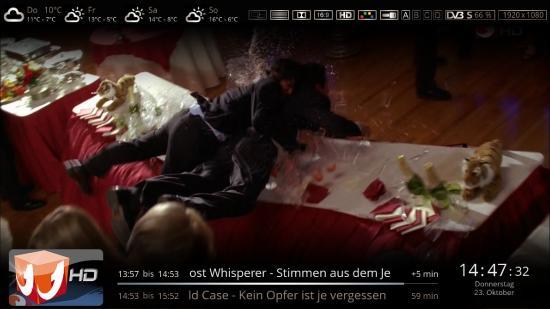 Do 10°C Fr Sa So
11°C - 7°C 13°C - 5°C 14°C - 8°C 16°C - 6°C
16:9 HD A B C D DVB S 66 % 1920 x 1080
HD
13:57 bis 14:53 ost Whisperer - Stimmen aus dem Je +5 min
14:53 bis 15:52 ld Case - Kein Opfer ist je vergessen 59 min
14:47:32
Donnerstag
23. Oktober